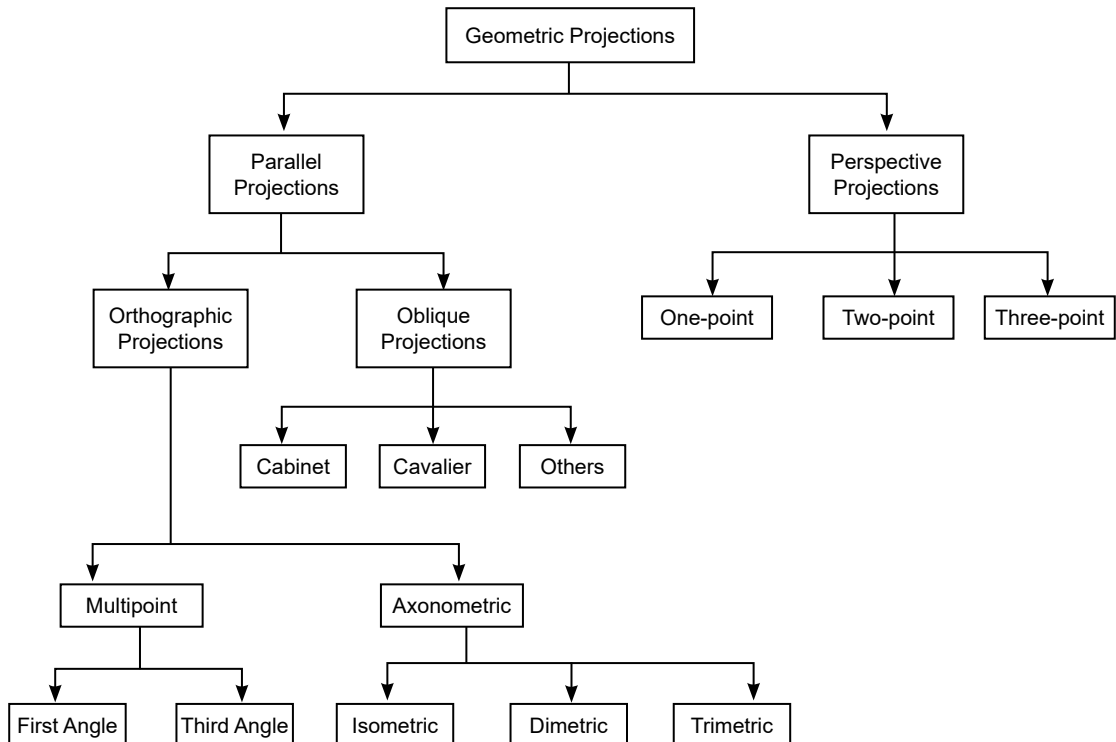 Geometric Projections
Parallel
Projections
Perspective
Projections
Orthographic
Projections
Oblique
Projections
One-point
Two-point
Three-point
Cabinet
Cavalier
Others
Multipoint
Axonometric
First Angle
Third Angle
Isometric
Dimetric
Trimetric